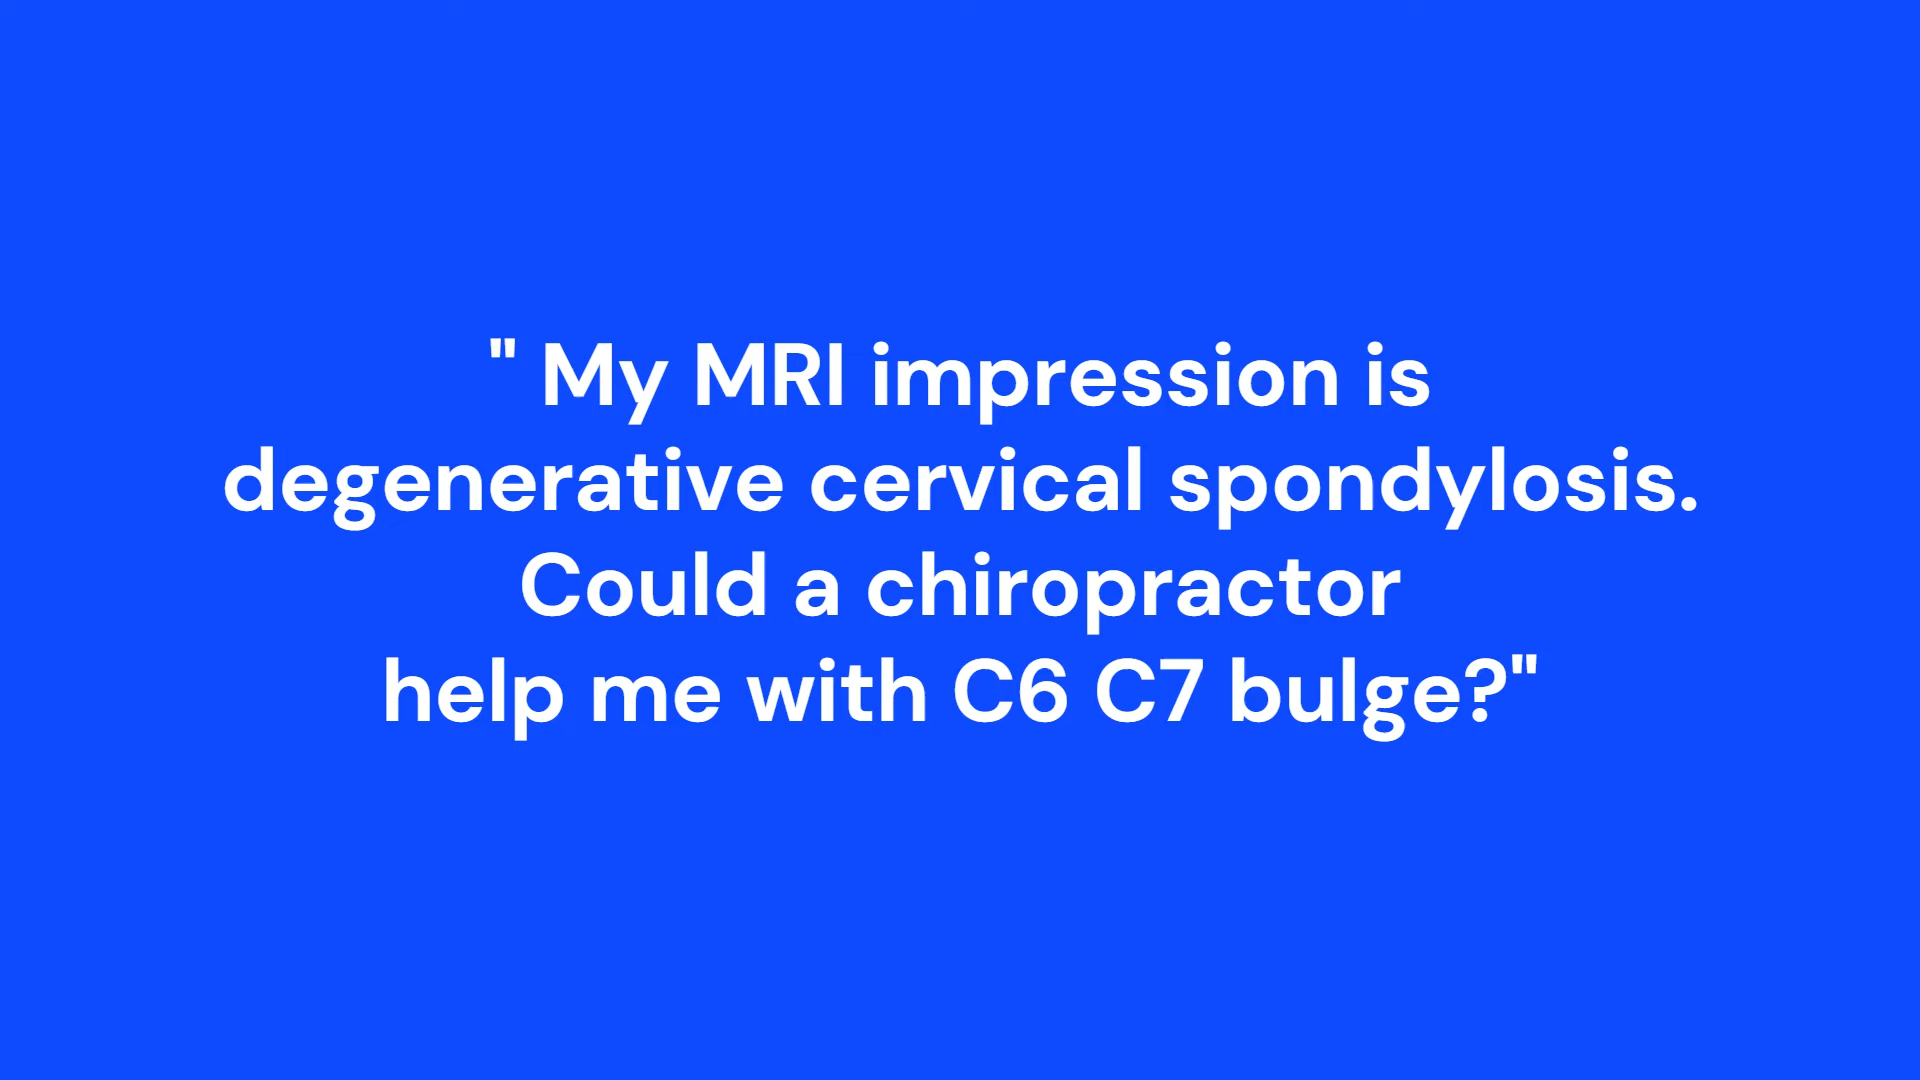 " My MRI impression is
degenerative cervical spondylosis.
Could a chiropractor
help me with C6 C7 bulge?"